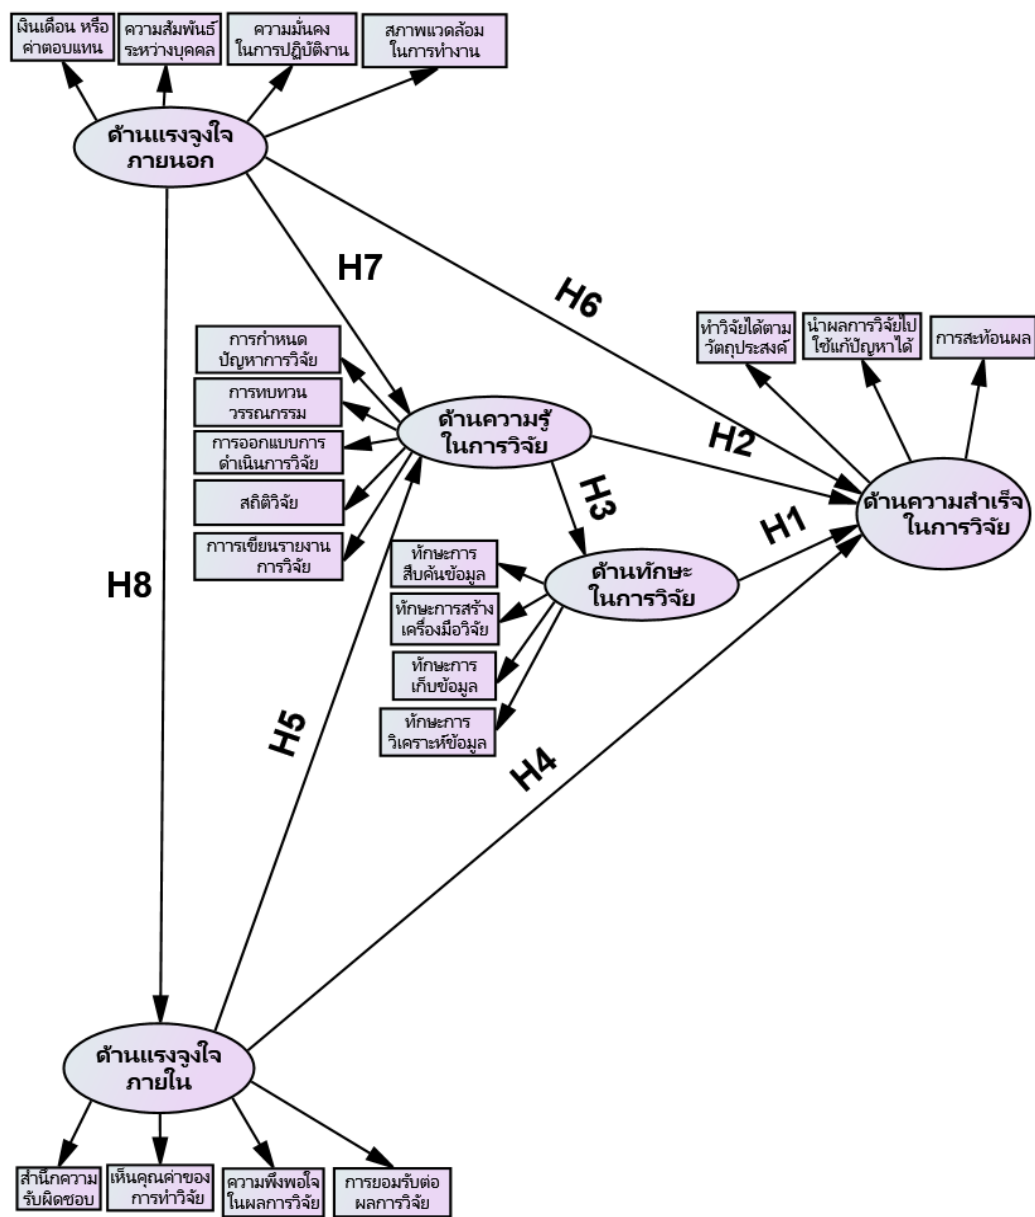 เงินเดือน หรือ
ค่าตอบแทน
ความสัมพันธ์
ระหว่างบุคคล
ความมั่นคง
ในการปฏิบัติงาน
สภาพแวดล้อม
ในการทำงาน
ด้านแรงจูงใจ
ภายนอก
H7
H6
การกำหนด
ปัญหาการวิจัย
การทบทวน
วรรณกรรม
การออกแบบการ
ดำเนินการวิจัย
สถิติวิจัย
กาารเขียนรายงาน
การวิจัย
ด้านความรู้
ในการวิจัย
ทำวิจัยได้ตาม
วัตถุประสงค์
นำผลการวิจัยไป
ใช้แก้ปัญหาได้
การสะท้อนผล
H2
H3
H1
ด้านความสำเร็จ
ในการวิจัย
ทักษะการ
สืบค้นข้อมูล
ทักษะการสร้าง
เครื่องมือวิจัย
ทักษะการ
เก็บข้อมูล
ทักษะการ
วิเคราะห์ข้อมูล
ด้านทักษะ
ในการวิจัย
H8
H5
H4
ด้านแรงจูงใจ
ภายใน
สำนึกความ
รับผิดชอบ
เห็นคุณค่าของ
การทำวิจัย
ความพึงพอใจ
ในผลการวิจัย
การยอมรับต่อ
ผลการวิจัย